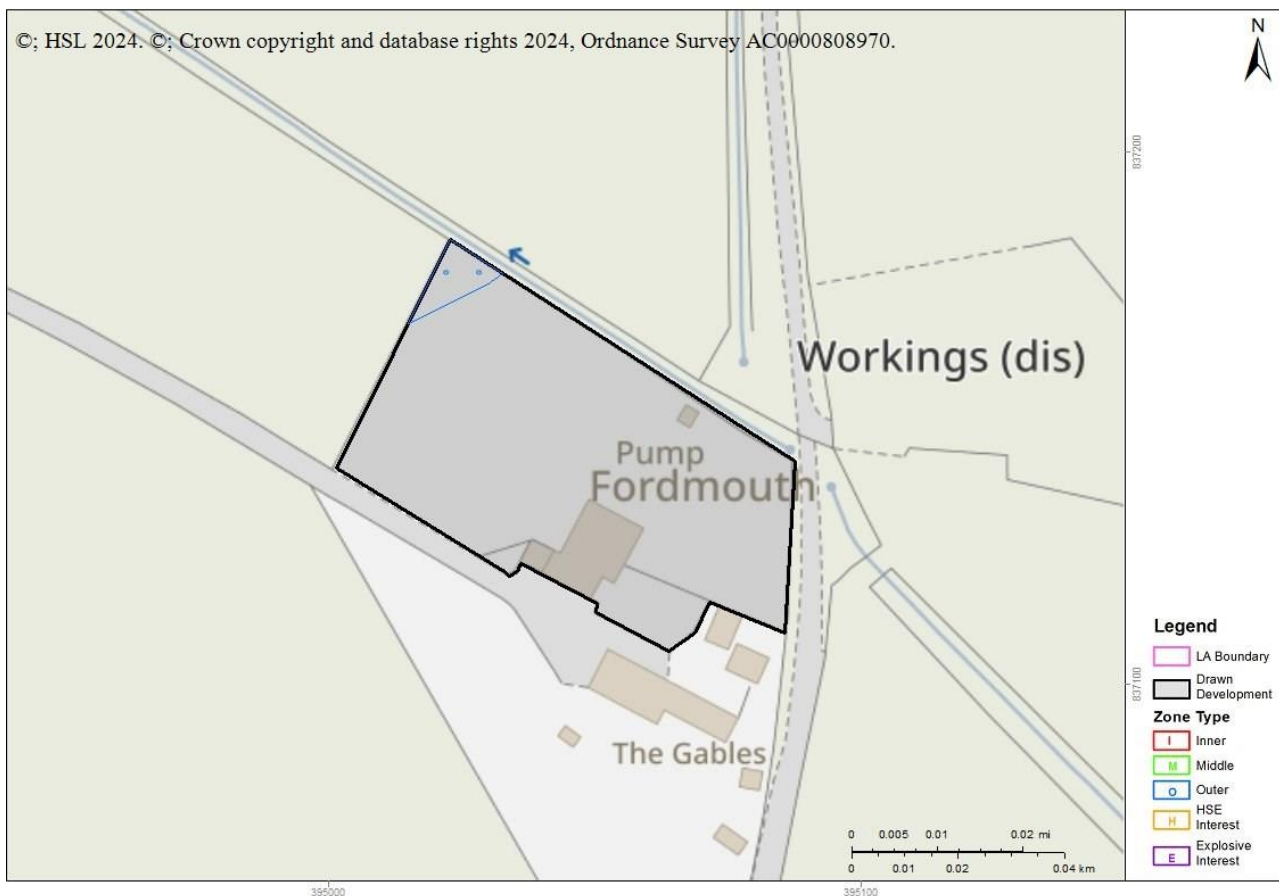 ©; HSL 2024. ©; Crown copyright and database rights 2024, Ordnance Survey AC0000808970.
N
837200
Workings (dis)
Pump
Fordmouth
837100
The Gables
Legend
LA Boundary
Drawn
Development
Zone Type
I Inner
M Middle
O Outer
H HSE
Interest
E Explosive
Interest
0 0.005 0.01 0.02 mi
0 0.01 0.02 0.04 km
395000
395100